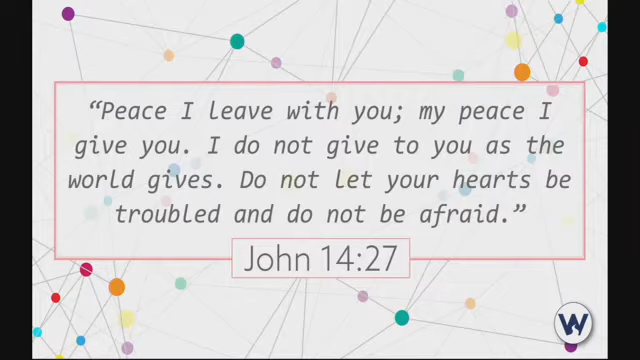 “Peace I leave with you; my peace I
give you. I do not give to you as the
world gives. Do not let your hearts be
troubled and do not be afraid.”
John 14:27
W